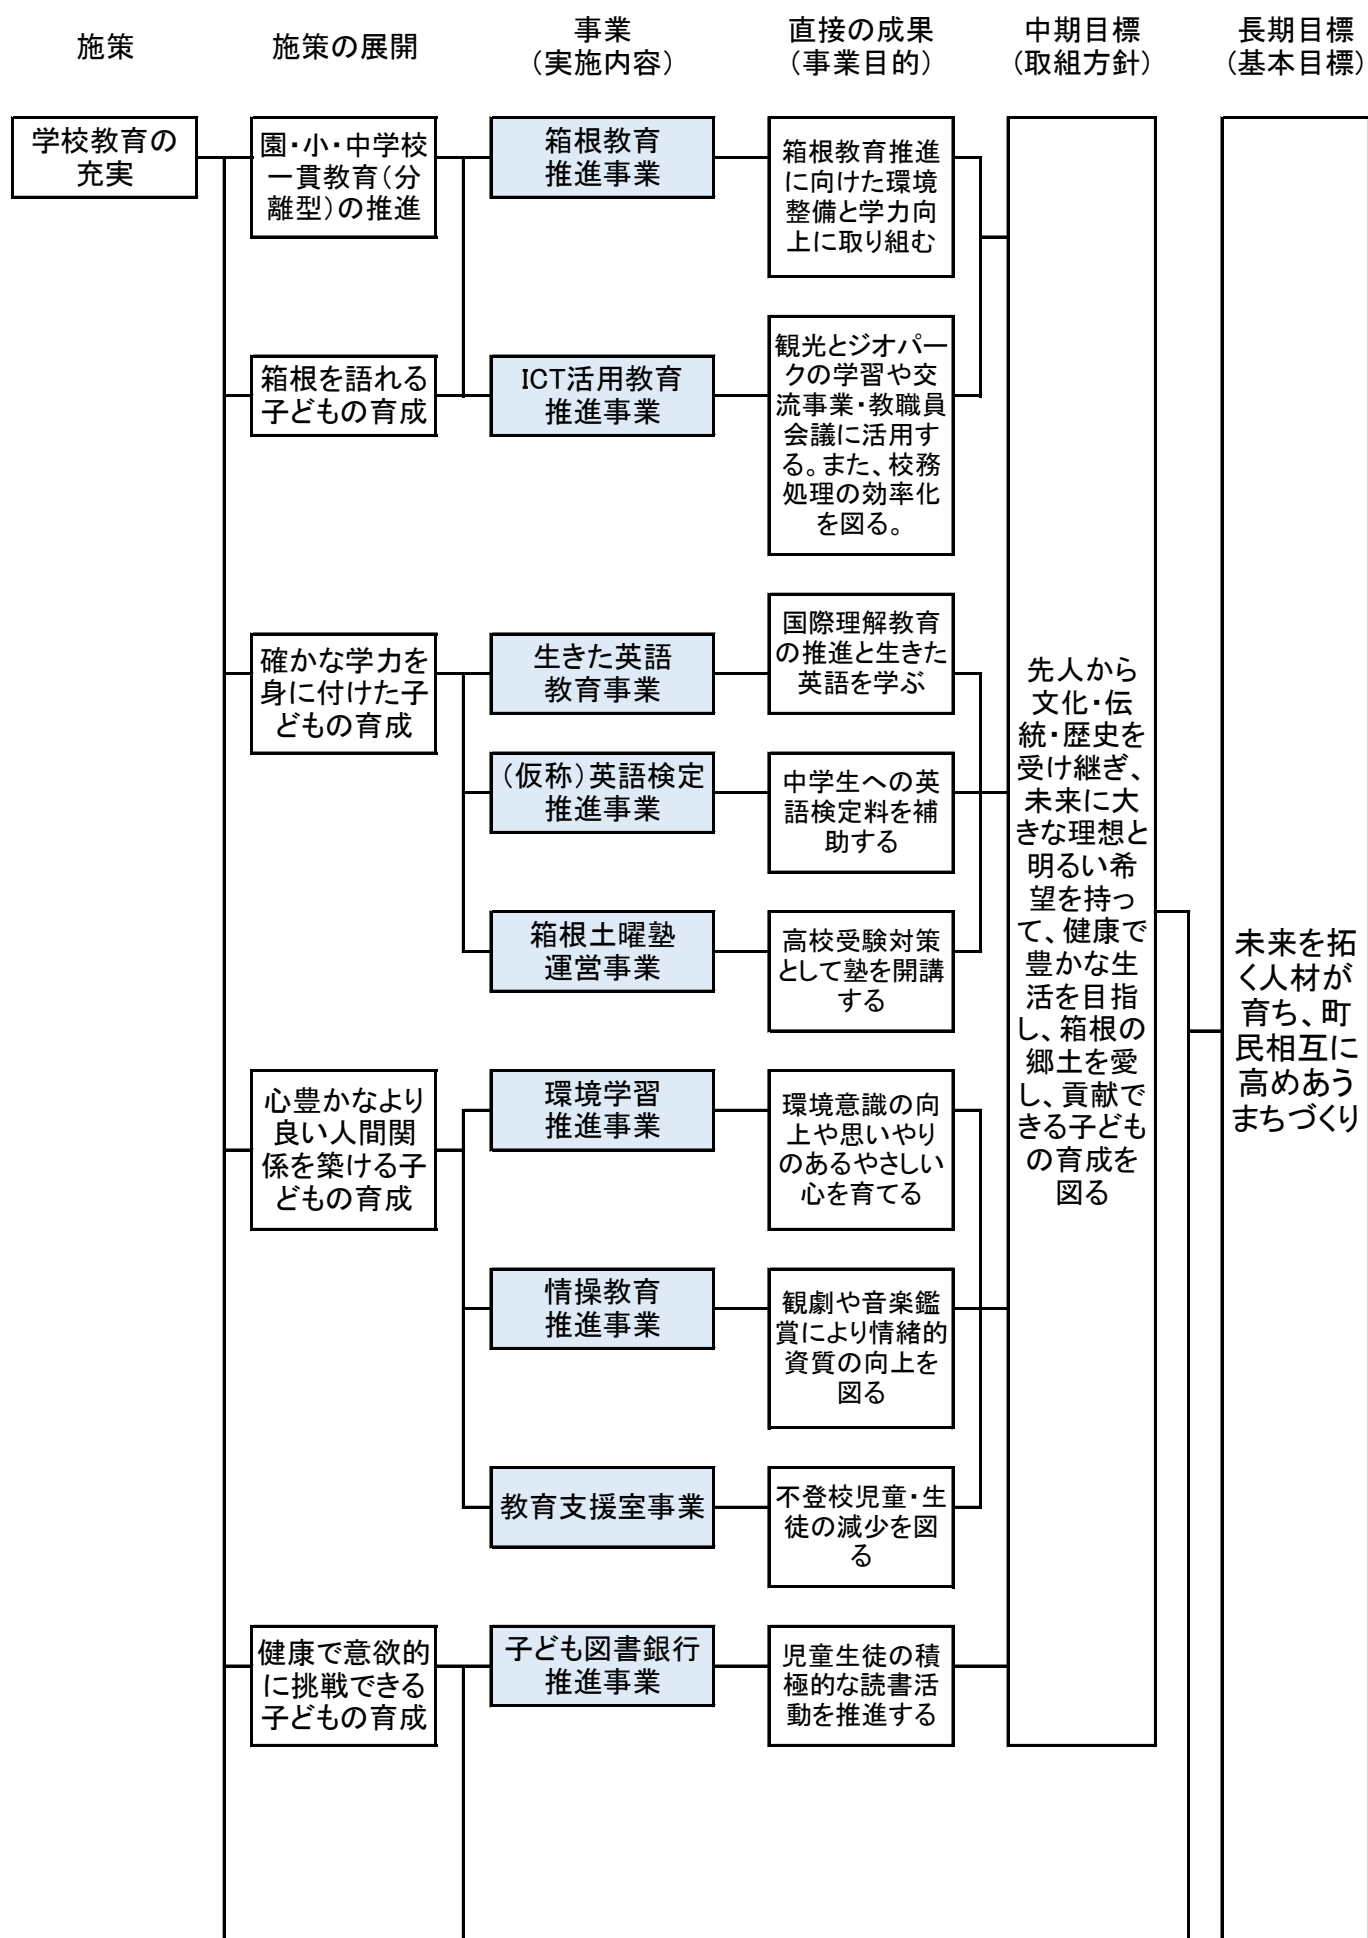 施策
施策の展開
事業
（実施内容）
直接の成果
（事業目的）
中期目標
（取組方針）
長期目標
（基本目標）
学校教育の
充実
園・小・中学校
一貫教育（分
離型）の推進
箱根教育
推進事業
箱根教育推進
に向けた環境
整備と学力向
上に取り組む
箱根を語れる
子どもの育成
ICT活用教育
推進事業
観光とジオパー
クの学習や交
流事業・教職員
会議に活用す
る。また、校務
処理の効率化
を図る。
確かな学力を
身に付けた子
どもの育成
生きた英語
教育事業
国際理解教育
の推進と生きた
英語を学ぶ
（仮称）英語検定
推進事業
中学生への英
語検定料を補
助する
箱根土曜塾
運営事業
高校受験対策
として塾を開講
する
心豊かなより
良い人間関
係を築ける子
どもの育成
環境学習
推進事業
環境意識の向
上や思いやり
のあるやさしい
心を育てる
情操教育
推進事業
観劇や音楽鑑
賞により情緒的
資質の向上を
図る
教育支援室事業
不登校児童・生
徒の減少を図
る
健康で意欲的
に挑戦できる
子どもの育成
子ども図書銀行
推進事業
児童生徒の積
極的な読書活
動を推進する
先人から
文化・伝
統・歴史を
受け継ぎ、
未来に大
きな理想と
明るい希
望を持っ
て、健康で
豊かな生
活を目指
し、箱根の
郷土を愛
し、貢献で
きる子ども
の育成を
図る
未来を拓
く人材が
育ち、町
民相互に
高めあう
まちづくり